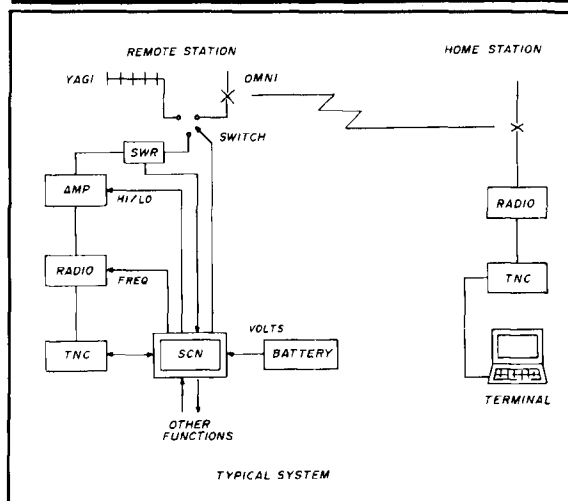 REMOTE STATION
HOME STATION
YAGI
OMNI
SWITCH
SWR
AMP
HI/LO
RADIO
RADIO
FREQ
TNC
VOLTS
TNC
SCN
BATTERY
TERMINAL
OTHER
FUNCTIONS
TYPICAL SYSTEM